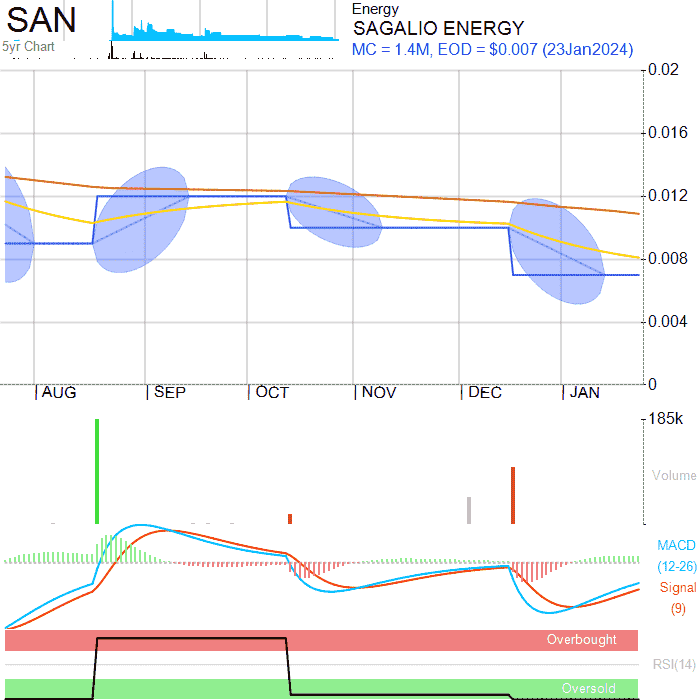 SAN
5yr Chart
Energy
SAGALIO ENERGY
MC = 1.4M, EOD = $0.007 (23Jan2024)
0.02
0.016
0.012
0.008
0.004
0
AUG SEP OCT NOV DEC JAN
185k
Volume
MACD
(12-26)
Signal
(9)
Overbought
RSI(14)
Oversold